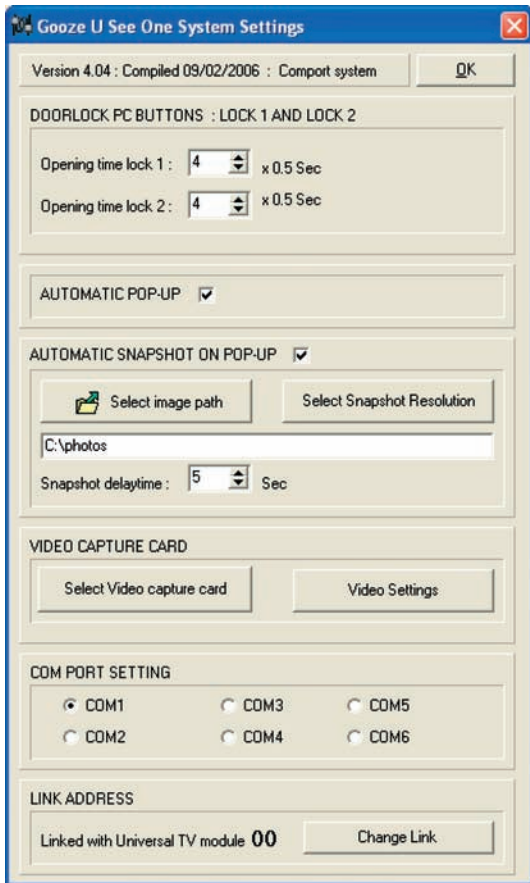 Gooze U See One System Settings
Version 4.04 : Compiled 09/02/2006 : Comport system
OK
DOORLOCK PC BUTTONS : LOCK 1 AND LOCK 2
Opening time lock 1 : 4 x 0.5 Sec
Opening time lock 2 : 4 x 0.5 Sec
AUTOMATIC POP-UP
AUTOMATIC SNAPSHOT ON POP-UP
Select image path
Select Snapshot Resolution
C:\photos
Snapshot delaytime : 5 Sec
VIDEO CAPTURE CARD
Select Video capture card
Video Settings
COM PORT SETTING
COM1 COM3 COM5
COM2 COM4 COM6
LINK ADDRESS
Linked with Universal TV module 00
Change Link